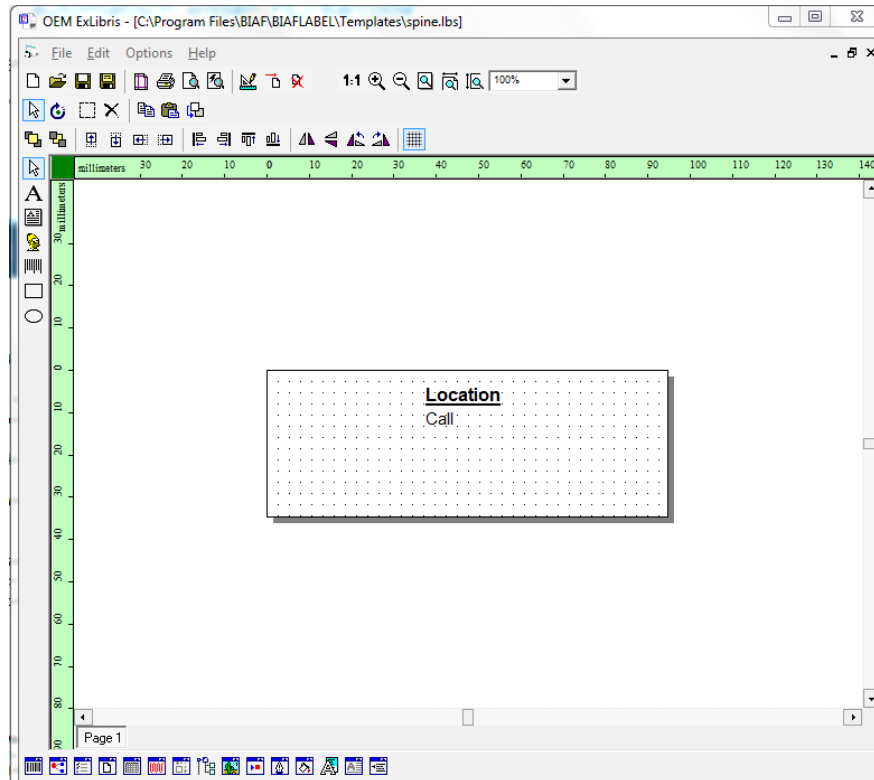 OEM ExLibris - [C:\Program Files\BIAF\BIAFLABEL\Templates\spine.lbs]
File Edit Options Help
1:1 100%
A
millimeters 30 20 10 0 10 20 30 40 50 60 70 80 90 100 110 120 130 140
millimeters
30
20
10
0
10
20
30
40
50
60
70
80
90
Location
Call
Page 1